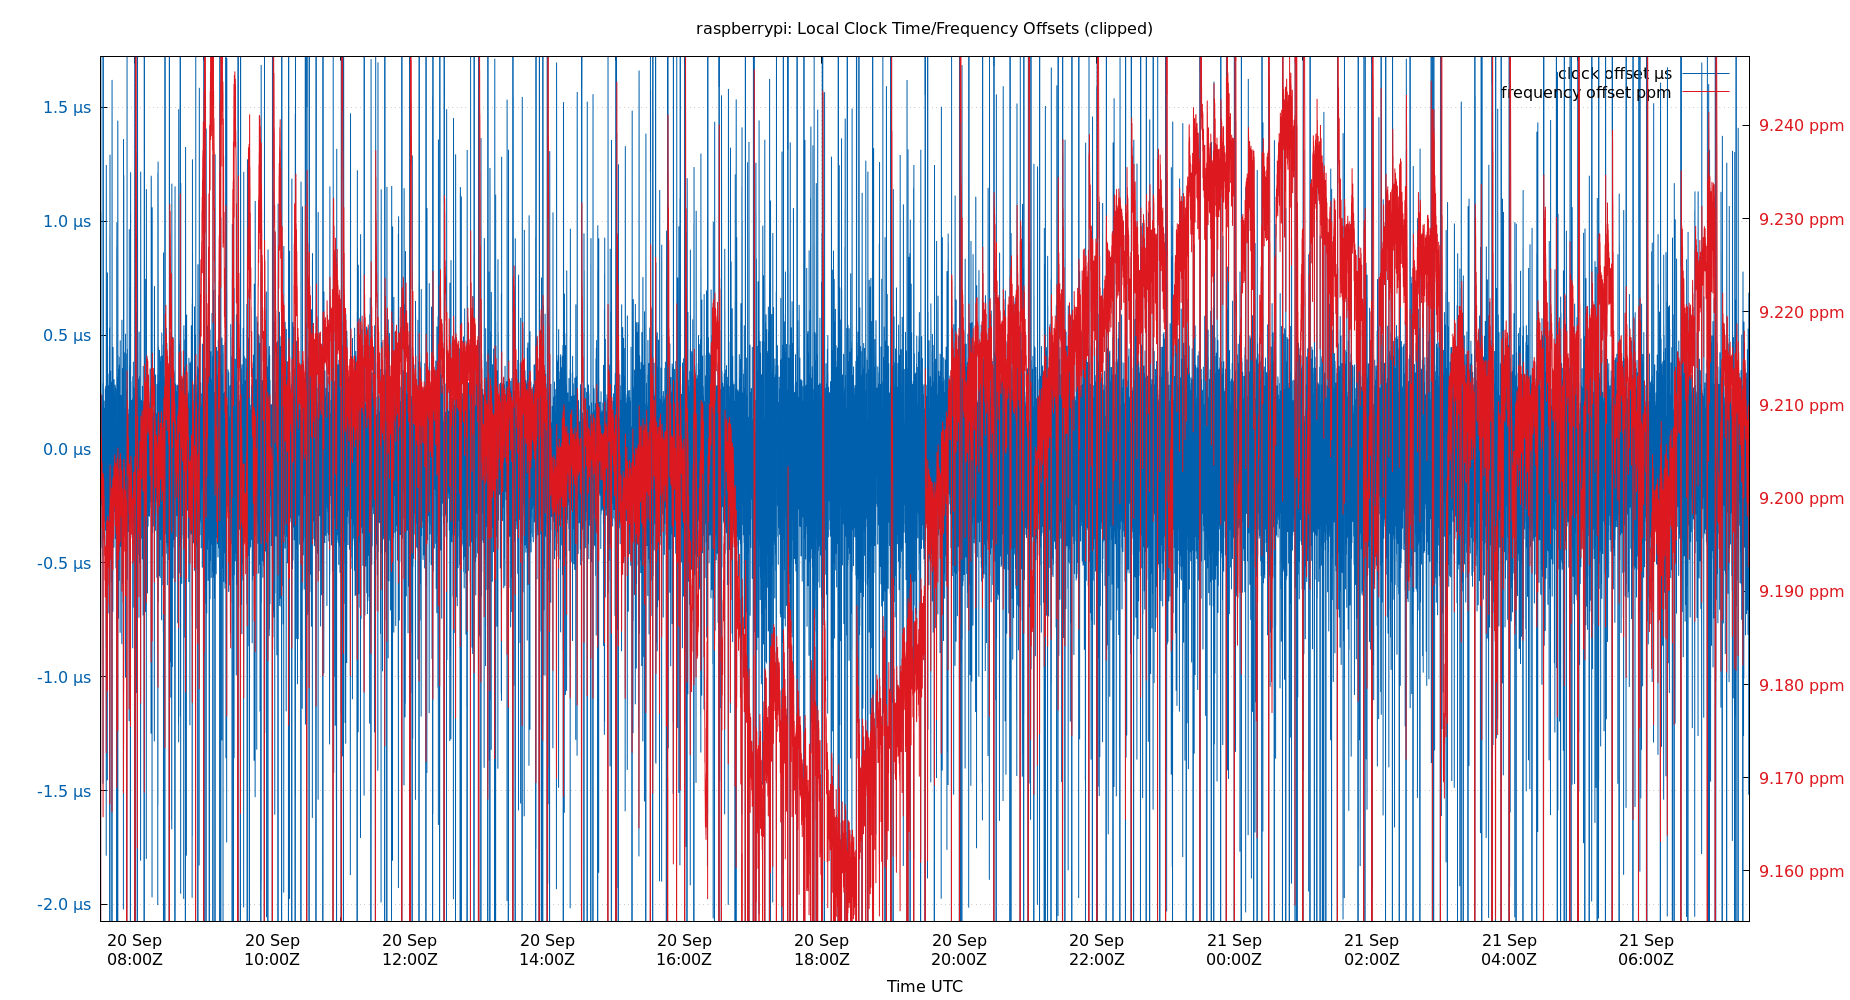 raspberrypi: Local Clock Time/Frequency Offsets (clipped)
clock offset µs
frequency offset ppm
1.5 µs
1.0 µs
0.5 µs
0.0 µs
-0.5 µs
-1.0 µs
-1.5 µs
-2.0 µs
9.240 ppm
9.230 ppm
9.220 ppm
9.210 ppm
9.200 ppm
9.190 ppm
9.180 ppm
9.170 ppm
9.160 ppm
20 Sep 20 Sep 20 Sep 20 Sep 20 Sep 20 Sep 20 Sep 20 Sep 21 Sep 21 Sep 21 Sep 21 Sep
08:00Z 10:00Z 12:00Z 14:00Z 16:00Z 18:00Z 20:00Z 22:00Z 00:00Z 02:00Z 04:00Z 06:00Z
Time UTC